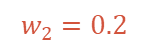 w₂ = 0.2